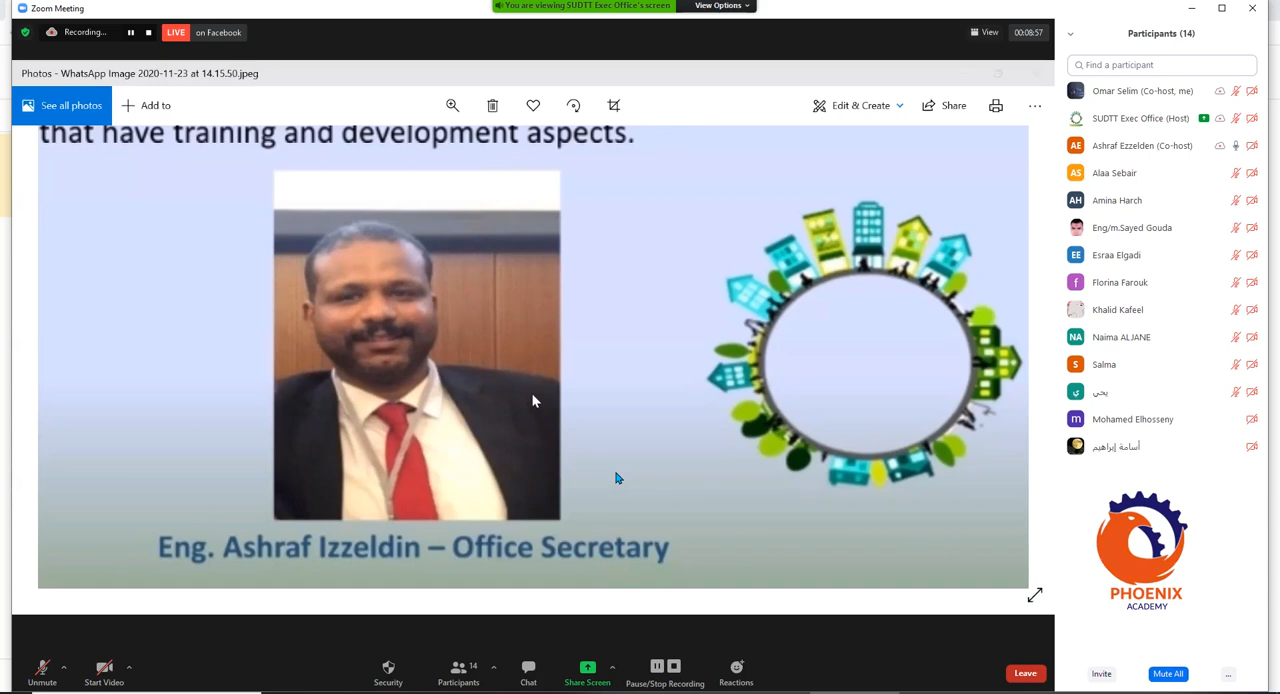 Zoom Meeting
You are viewing SUDTT Exec Office's screen
View Options
Recording...
LIVE
on Facebook
View
00:08:57
Photos - WhatsApp Image 2020-11-23 at 14.15.50.jpeg
See all photos
Add to
Edit & Create
Share
that have training and development aspects.
Eng. Ashraf Izzeldin – Office Secretary
Participants (14)
Find a participant
Omar Selim (Co-host, me)
SUDTT Exec Office (Host)
AE Ashraf Ezzelden (Co-host)
AS Alaa Sebair
AH Amina Harch
Eng/m.Sayed Gouda
EE Esraa Elgadi
f Florina Farouk
Khalid Kafeel
NA Naima ALJANE
S Salma
ي يحي
m Mohamed Elhosseny
أسامة إبراهيم
PHOENIX
ACADEMY
Invite
Mute All
...
Unmute
Start Video
Security
14
Participants
Chat
Share Screen
Pause/Stop Recording
Reactions
Leave